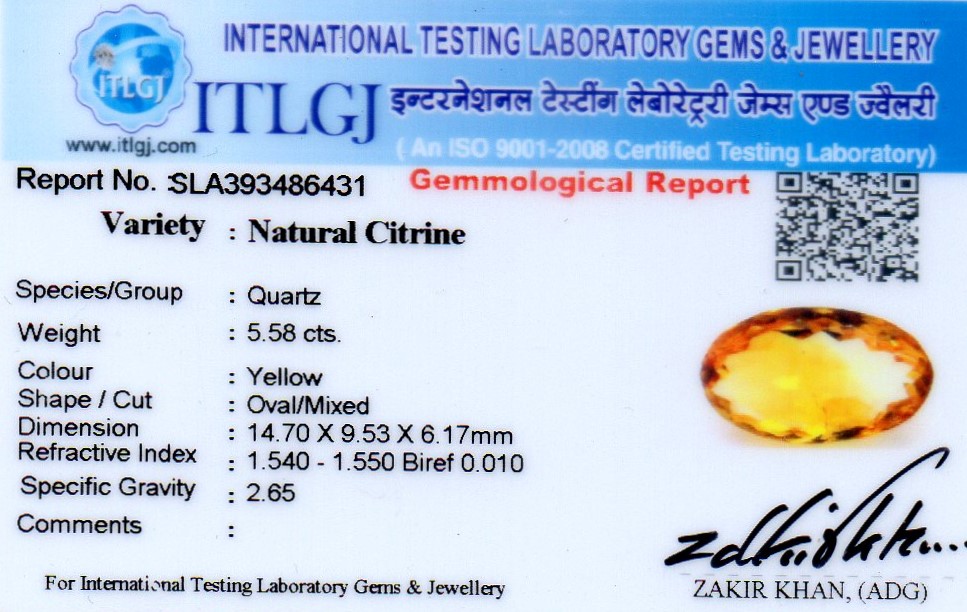 INTERNATIONAL TESTING LABORATORY GEMS & JEWELLERY
ITLGJ
ITLGJ इन्टरनेशनल टेस्टींग लेबोरेट्ररी जेम्स एण्ड ज्वैलरी
www.itlgj.com
( An ISO 9001-2008 Certified Testing Laboratory)
Report No. :SLA393486431
Gemmological Report
Variety : Natural Citrine
Species/Group : Quartz
Weight : 5.58 cts.
Colour : Yellow
Shape / Cut : Oval/Mixed
Dimension : 14.70 X 9.53 X 6.17mm
Refractive Index : 1.540 - 1.550 Biref 0.010
Specific Gravity : 2.65
Comments :
For International Testing Laboratory Gems & Jewellery
ZAKIR KHAN, (ADG)